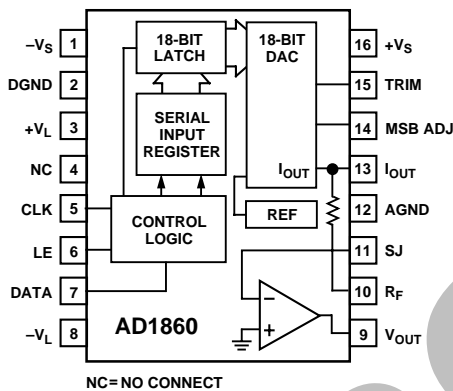 –VS 1
DGND 2
+VL 3
NC 4
CLK 5
LE 6
DATA 7
–VL 8
18-BIT
LATCH
SERIAL
INPUT
REGISTER
CONTROL
LOGIC
AD1860
18-BIT
DAC
IOUT
REF
–
+
16 +VS
15 TRIM
14 MSB ADJ
13 IOUT
12 AGND
11 SJ
10 RF
9 VOUT
NC= NO CONNECT